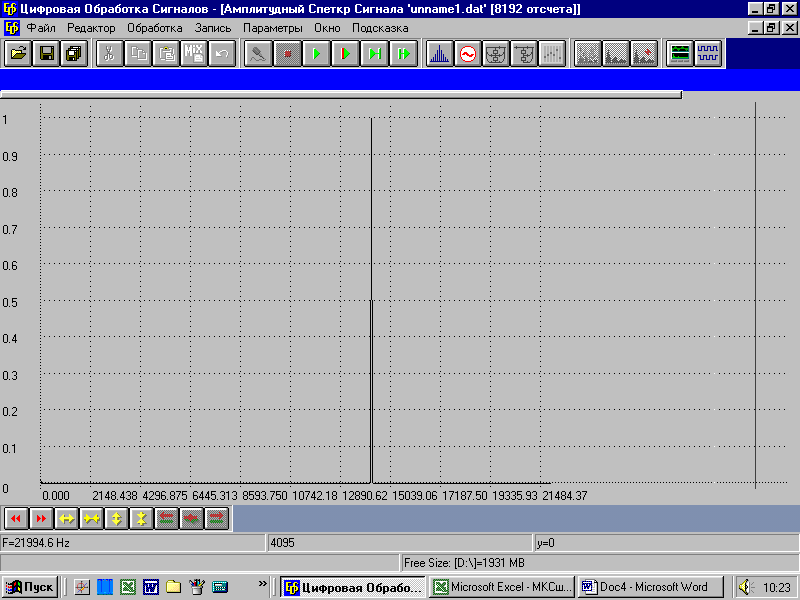 Цифровая Обработка Сигналов - [Амплитудный Спеткр Сигнала 'unname1.dat' [8192 отсчета]]
Файл Редактор Обработка Запись Параметры Окно Подсказка
MiX
1
0.9
0.8
0.7
0.6
0.5
0.4
0.3
0.2
0.1
0
0.000 2148.438 4296.875 6445.313 8593.750 10742.18 12890.62 15039.06 17187.50 19335.93 21484.37
F=21994.6 Hz 4095 y=0
Free Size: [D:\]=1931 MB
Пуск » Цифровая Обрабо... Microsoft Excel - МКСш... Doc4 - Microsoft Word 10:23